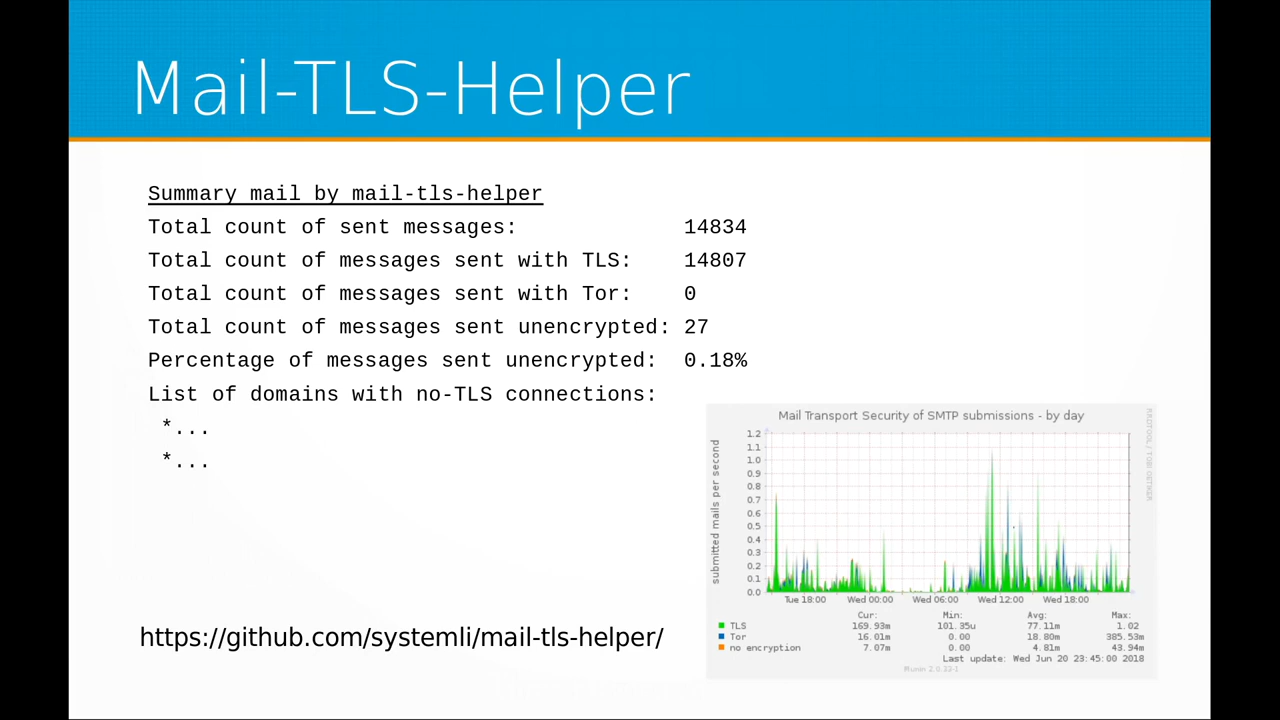 Mail-TLS-Helper
Summary mail by mail-tls-helper
Total count of sent messages: 14834
Total count of messages sent with TLS: 14807
Total count of messages sent with Tor: 0
Total count of messages sent unencrypted: 27
Percentage of messages sent unencrypted: 0.18%
List of domains with no-TLS connections:
*...
*...
Mail Transport Security of SMTP submissions - by day
RRDTOOL / TOBI OETIKER
submitted mails per second
1.2
1.1
1.0
0.9
0.8
0.7
0.6
0.5
0.4
0.3
0.2
0.1
0.0
Tue 18:00 Wed 00:00 Wed 06:00 Wed 12:00 Wed 18:00
Cur: Min: Avg: Max:
TLS 169.93m 101.35u 77.11m 1.02
Tor 16.01m 0.00 18.80m 385.53m
no encryption 7.07m 0.00 4.81m 43.94m
Last update: Wed Jun 20 23:45:00 2018
Munin 2.0.33-1
https://github.com/systemli/mail-tls-helper/